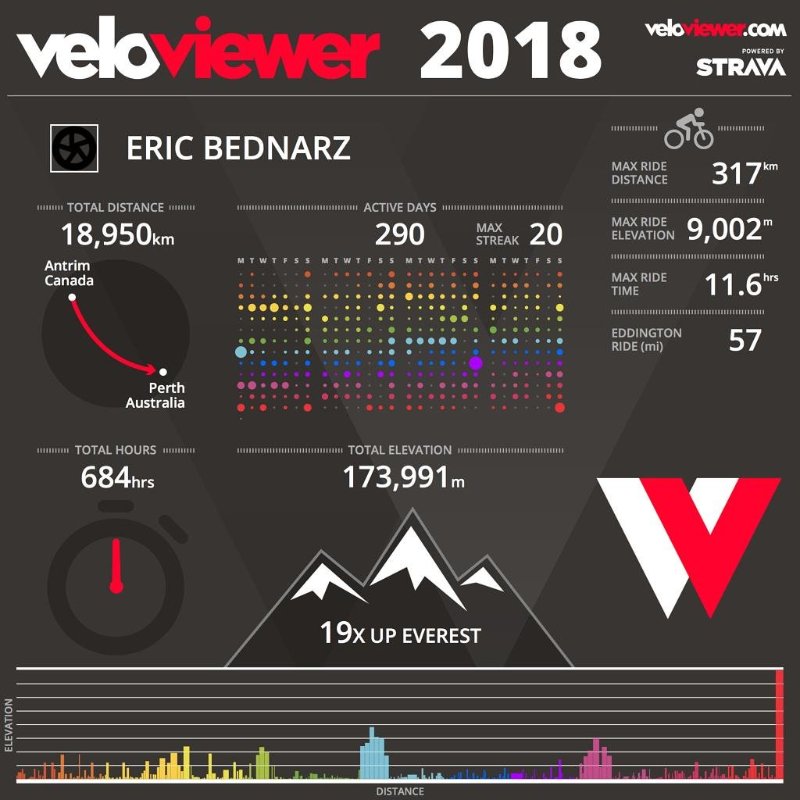 veloviewer 2018
veloviewer.com
POWERED BY
STRAVA
ERIC BEDNARZ
TOTAL DISTANCE
18,950km
Antrim
Canada
Perth
Australia
ACTIVE DAYS
290
MAX
STREAK 20
M T W T F S S M T W T F S S M T W T F S S M T W T F S S
MAX RIDE
DISTANCE 317km
MAX RIDE
ELEVATION 9,002m
MAX RIDE
TIME 11.6hrs
EDDINGTON
RIDE (mi) 57
TOTAL HOURS
684hrs
TOTAL ELEVATION
173,991m
19X UP EVEREST
ELEVATION
DISTANCE